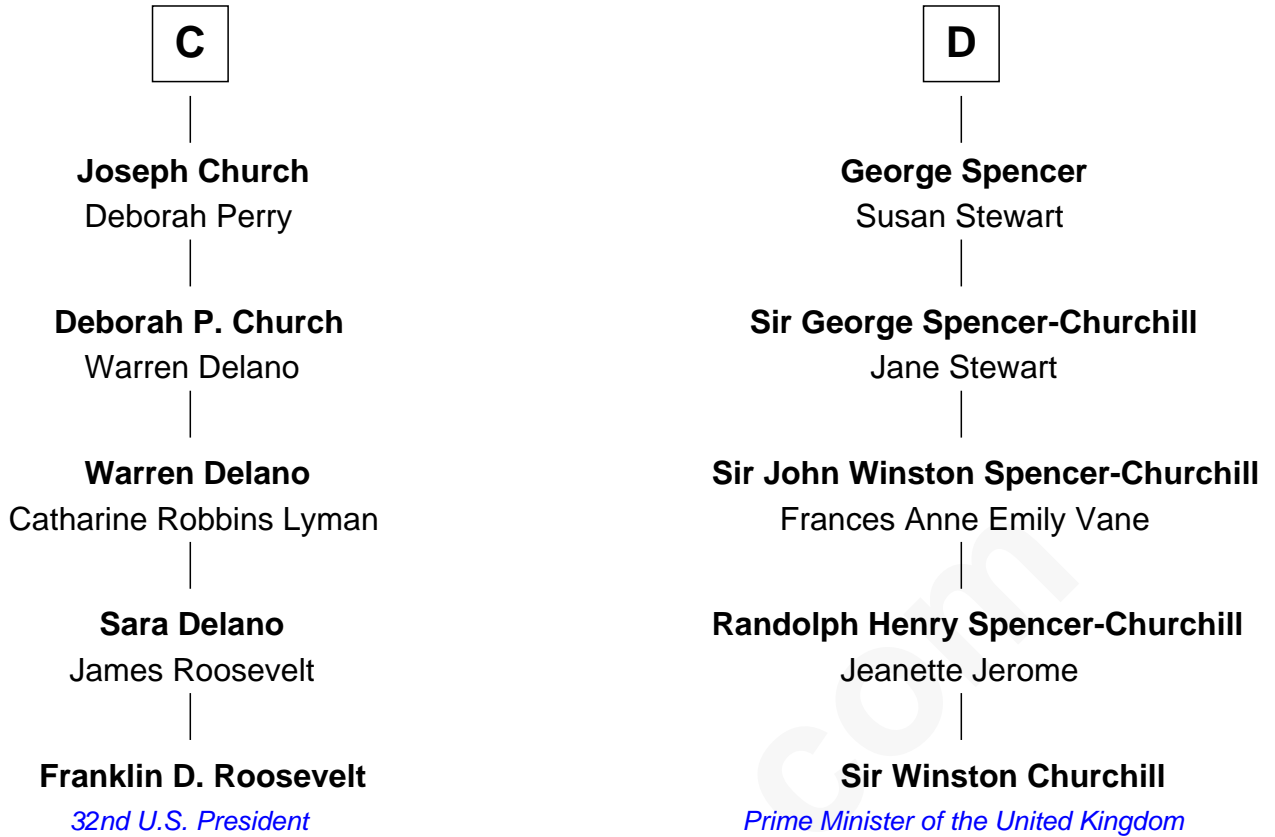 C
Joseph Church
Deborah Perry
Deborah P. Church
Warren Delano
Warren Delano
Catharine Robbins Lyman
Sara Delano
James Roosevelt
Franklin D. Roosevelt
32nd U.S. President
D
George Spencer
Susan Stewart
Sir George Spencer-Churchill
Jane Stewart
Sir John Winston Spencer-Churchill
Frances Anne Emily Vane
Randolph Henry Spencer-Churchill
Jeanette Jerome
Sir Winston Churchill
Prime Minister of the United Kingdom
com